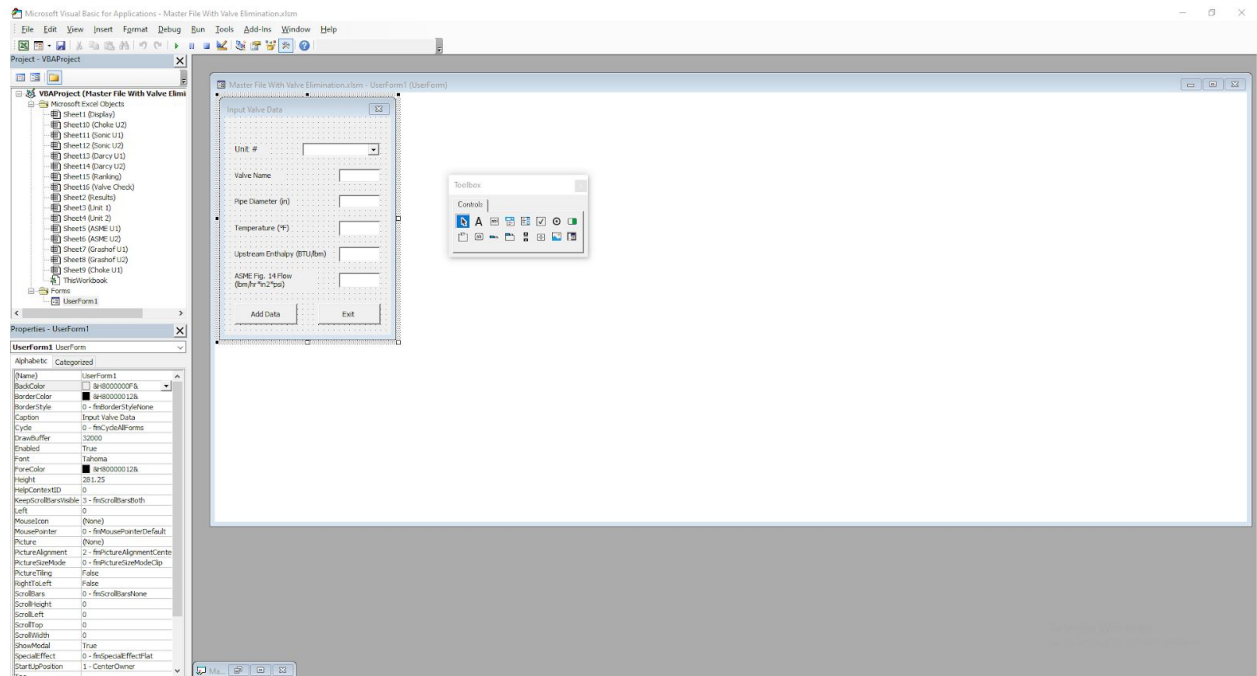 Microsoft Visual Basic for Applications - Master File With Valve Elimination.xlsm
File Edit View Insert Format Debug Run Tools Add-Ins Window Help
Project - VBAProject
VBAProject (Master File With Valve Elimi
Microsoft Excel Objects
Sheet1 (Display)
Sheet10 (Choke U2)
Sheet11 (Sonic U1)
Sheet12 (Sonic U2)
Sheet13 (Darcy U1)
Sheet14 (Darcy U2)
Sheet15 (Ranking)
Sheet16 (Valve Check)
Sheet2 (Results)
Sheet3 (Unit 1)
Sheet4 (Unit 2)
Sheet5 (ASME U1)
Sheet6 (ASME U2)
Sheet7 (Grashof U1)
Sheet8 (Grashof U2)
Sheet9 (Choke U1)
ThisWorkbook
Forms
UserForm1
Properties - UserForm1
UserForm1 UserForm
Alphabetic Categorized
(Name) UserForm1
BackColor &H8000000F&
BorderColor &H80000012&
BorderStyle 0 - fmBorderStyleNone
Caption Input Valve Data
Cycle 0 - fmCycleAllForms
DrawBuffer 32000
Enabled True
Font Tahoma
ForeColor &H80000012&
Height 281.25
HelpContextID 0
KeepScrollBarsVisible 3 - fmScrollBarsBoth
Left 0
MouseIcon (None)
MousePointer 0 - fmMousePointerDefault
Picture (None)
PictureAlignment 2 - fmPictureAlignmentCente
PictureSizeMode 0 - fmPictureSizeModeClip
PictureTiling False
RightToLeft False
ScrollBars 0 - fmScrollBarsNone
ScrollHeight 0
ScrollLeft 0
ScrollTop 0
ScrollWidth 0
ShowModal True
SpecialEffect 0 - fmSpecialEffectFlat
StartUpPosition 1 - CenterOwner
Master File With Valve Elimination.xlsm - UserForm1 (UserForm)
Input Valve Data
Unit #
Valve Name
Pipe Diameter (in)
Temperature (°F)
Upstream Enthalpy (BTU/lbm)
ASME Fig. 14 Flow
(lbm/hr*in2*psi)
Add Data Exit
Toolbox
Controls
Ma...